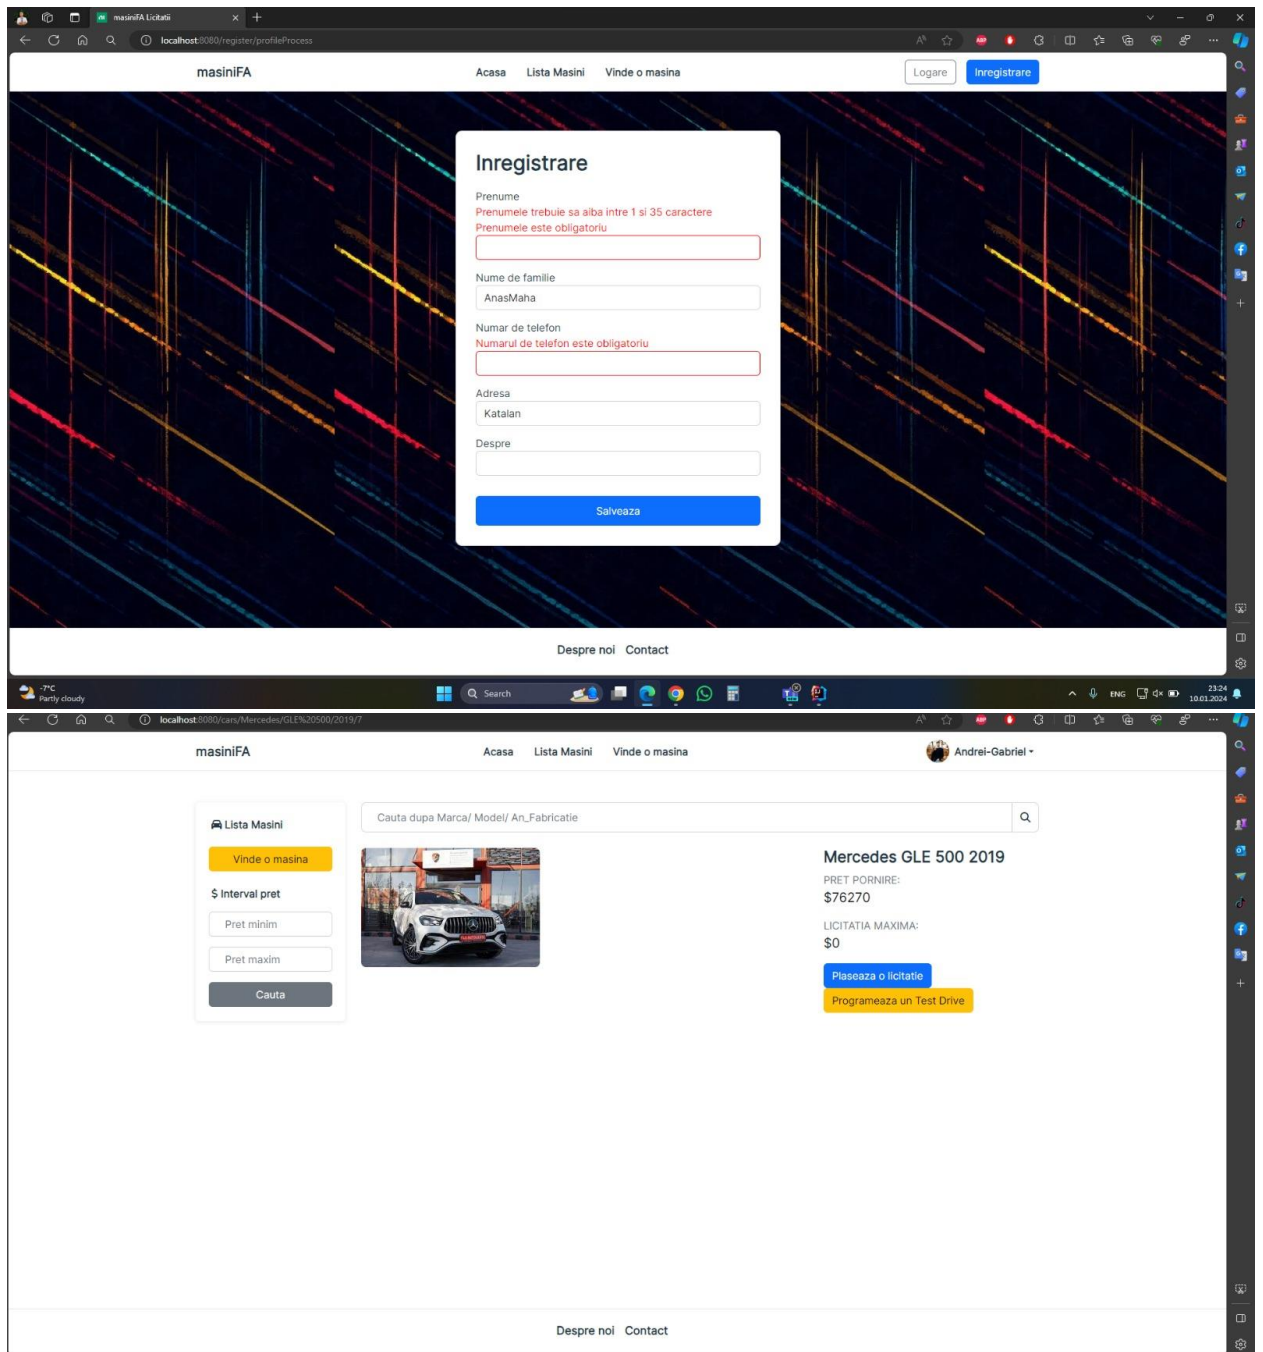 masiniFA Licitatii
localhost:8080/register/profileProcess
masiniFA
Acasa Lista Masini Vinde o masina
Logare Inregistrare
Inregistrare
Prenume
Prenumele trebuie sa aiba intre 1 si 35 caractere
Prenumele este obligatoriu
Nume de familie
AnasMaha
Numar de telefon
Numarul de telefon este obligatoriu
Adresa
Katalan
Despre
Salveaza
Despre noi Contact
-7°C
Partly cloudy
Search
ENG
23:24
10.01.2024
localhost:8080/cars/Mercedes/GLE%20500/2019/7
masiniFA
Acasa Lista Masini Vinde o masina
Andrei-Gabriel
Lista Masini
Vinde o masina
$ Interval pret
Pret minim
Pret maxim
Cauta
Cauta dupa Marca/ Model/ An_Fabricatie
Mercedes GLE 500 2019
PRET PORNIRE:
$76270
LICITATIA MAXIMA:
$0
Plaseaza o licitatie
Programeaza un Test Drive
Despre noi Contact